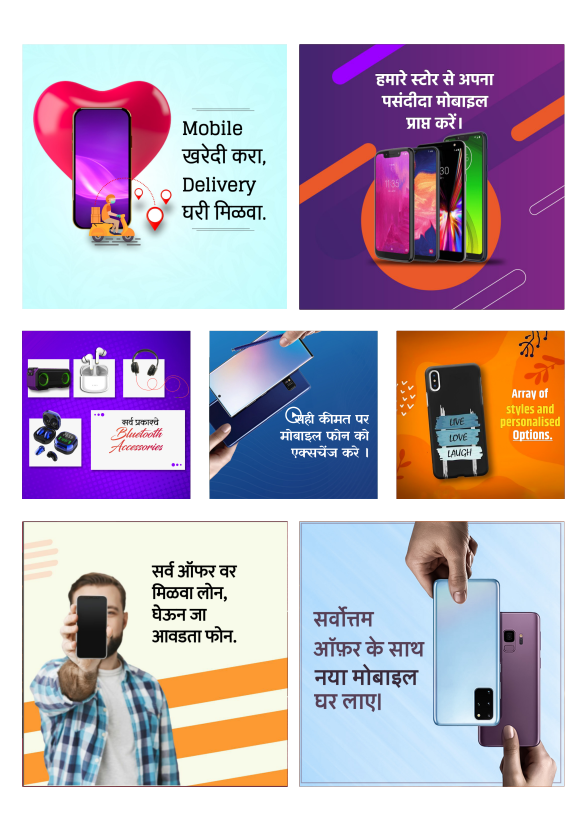 Mobile
खरेदी करा,
Delivery
घरी मिळवा.
हमारे स्टोर से अपना
पसंदीदा मोबाइल
प्राप्त करें।
सर्व प्रकारचे
Bluetooth
Accessories
सही कीमत पर
मोबाइल फोन को
एक्सचेंज करे ।
LIVE
LOVE
LAUGH
Array of
styles and
personalised
Options.
सर्व ऑफर वर
मिळवा लोन,
घेऊन जा
आवडता फोन.
सर्वोत्तम
ऑफ़र के साथ
नया मोबाइल
घर लाए।